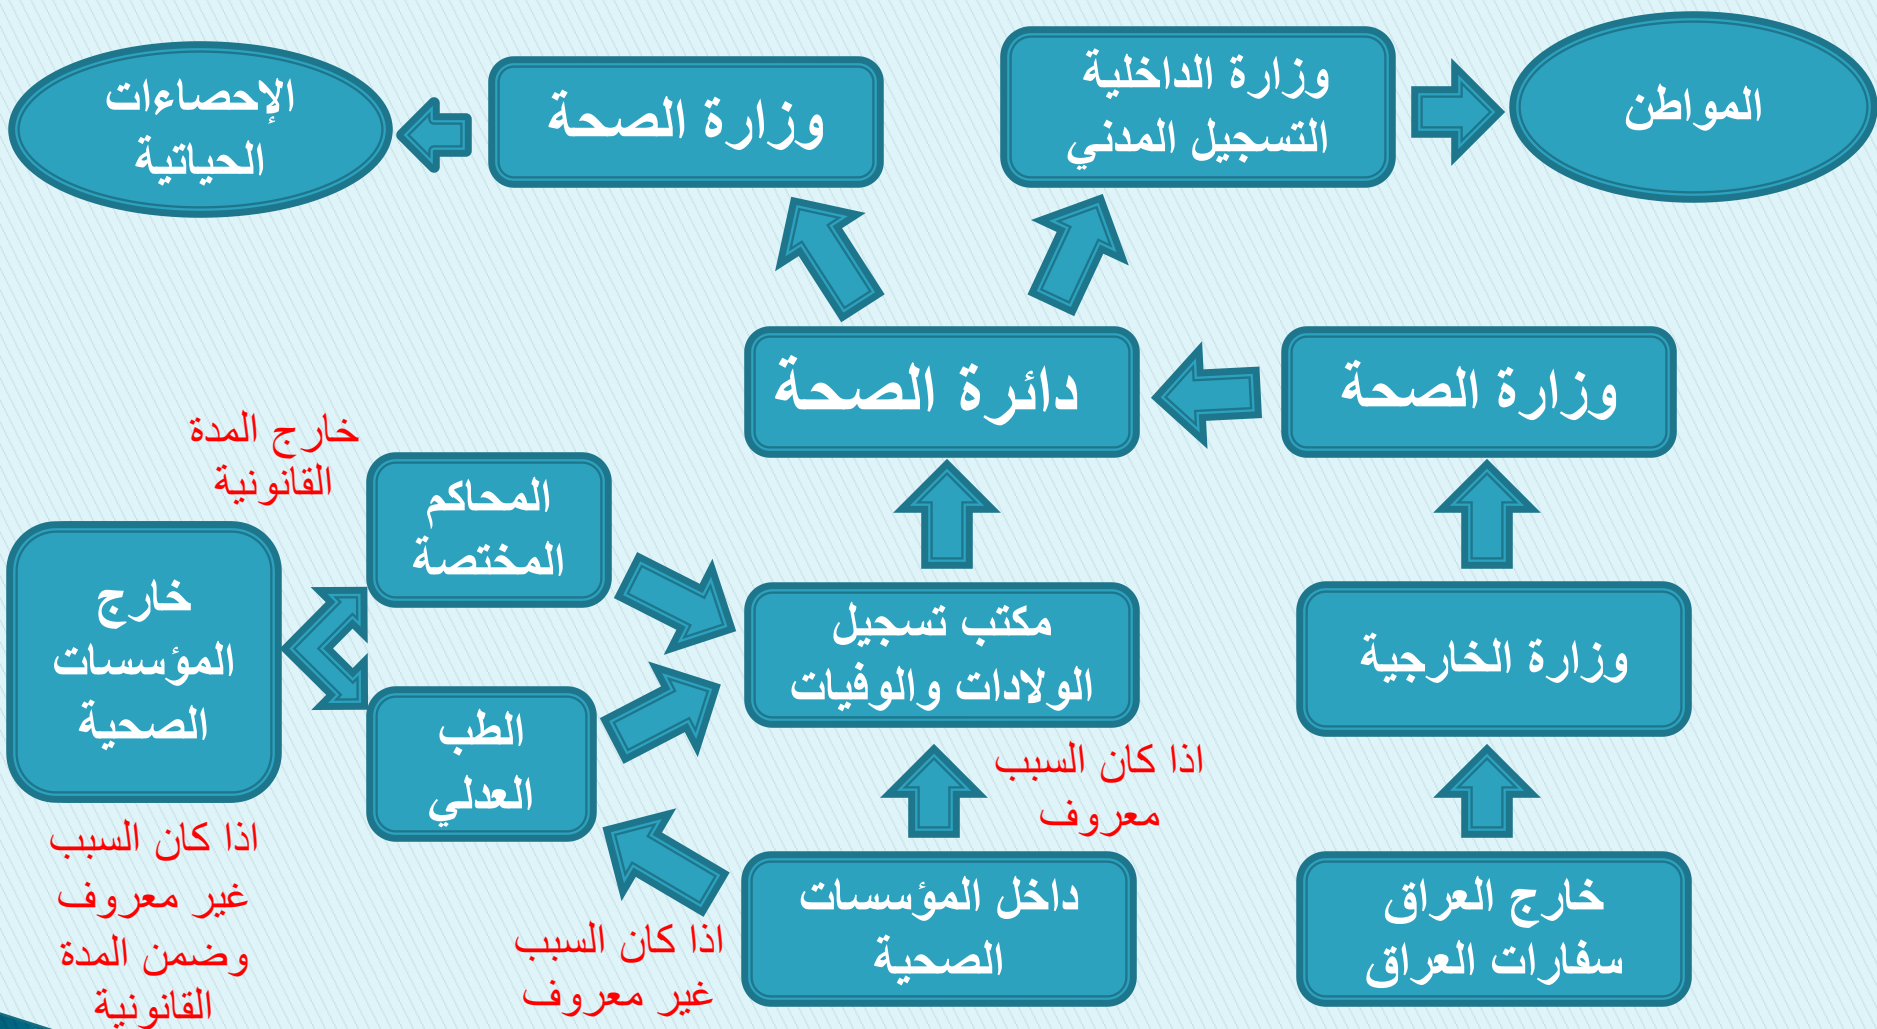 المواطن
وزارة الداخلية
التسجيل المدني
وزارة الصحة
الإحصاءات
الحياتية
وزارة الصحة
دائرة الصحة
خارج المدة
القانونية
المحاكم
المختصة
خارج
المؤسسات
الصحية
مكتب تسجيل
الولادات والوفيات
وزارة الخارجية
الطب
العدلي
اذا كان السبب
معروف
اذا كان السبب
غير معروف
وضمن المدة
القانونية
اذا كان السبب
غير معروف
داخل المؤسسات
الصحية
خارج العراق
سفارات العراق